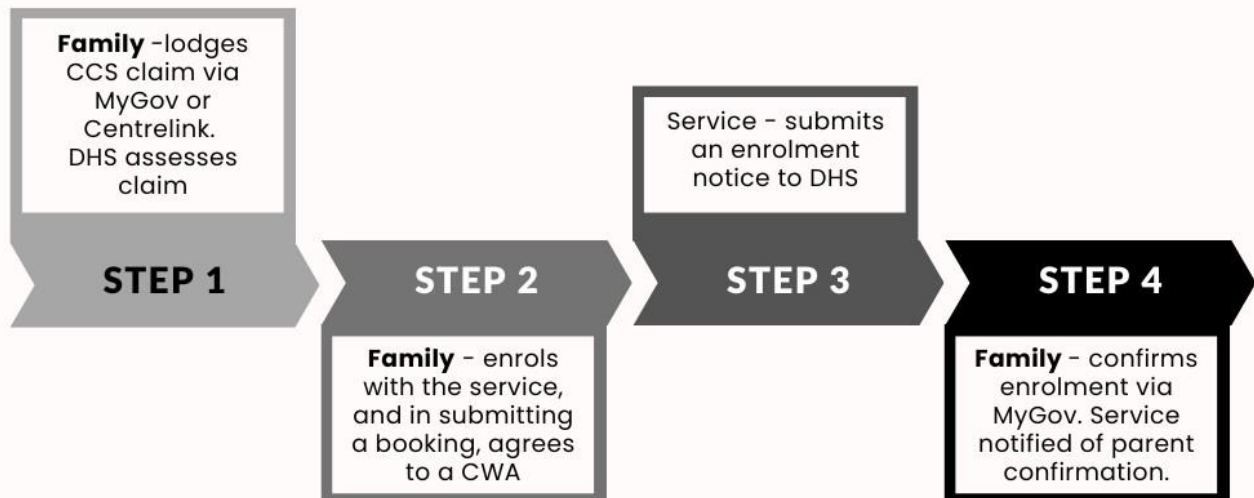 Family -lodges
CCS claim via
MyGov or
Centrelink.
DHS assesses
claim
STEP 1
STEP 2
Family - enrols
with the service,
and in submitting
a booking, agrees
to a CWA
Service - submits
an enrolment
notice to DHS
STEP 3
STEP 4
Family - confirms
enrolment via
MyGov. Service
notified of parent
confirmation.